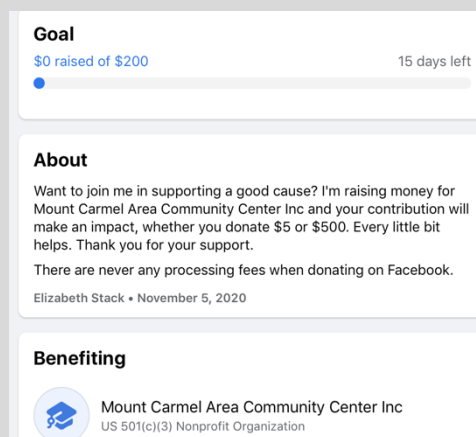 Goal
$0 raised of $200
15 days left
About
Want to join me in supporting a good cause? I'm raising money for
Mount Carmel Area Community Center Inc and your contribution will
make an impact, whether you donate $5 or $500. Every little bit
helps. Thank you for your support.
There are never any processing fees when donating on Facebook.
Elizabeth Stack • November 5, 2020
Benefiting
Mount Carmel Area Community Center Inc
US 501(c)(3) Nonprofit Organization